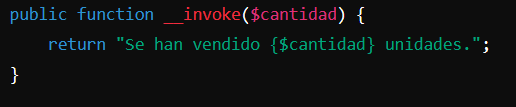 public function __invoke($cantidad) {
    return "Se han vendido {$cantidad} unidades.";
}